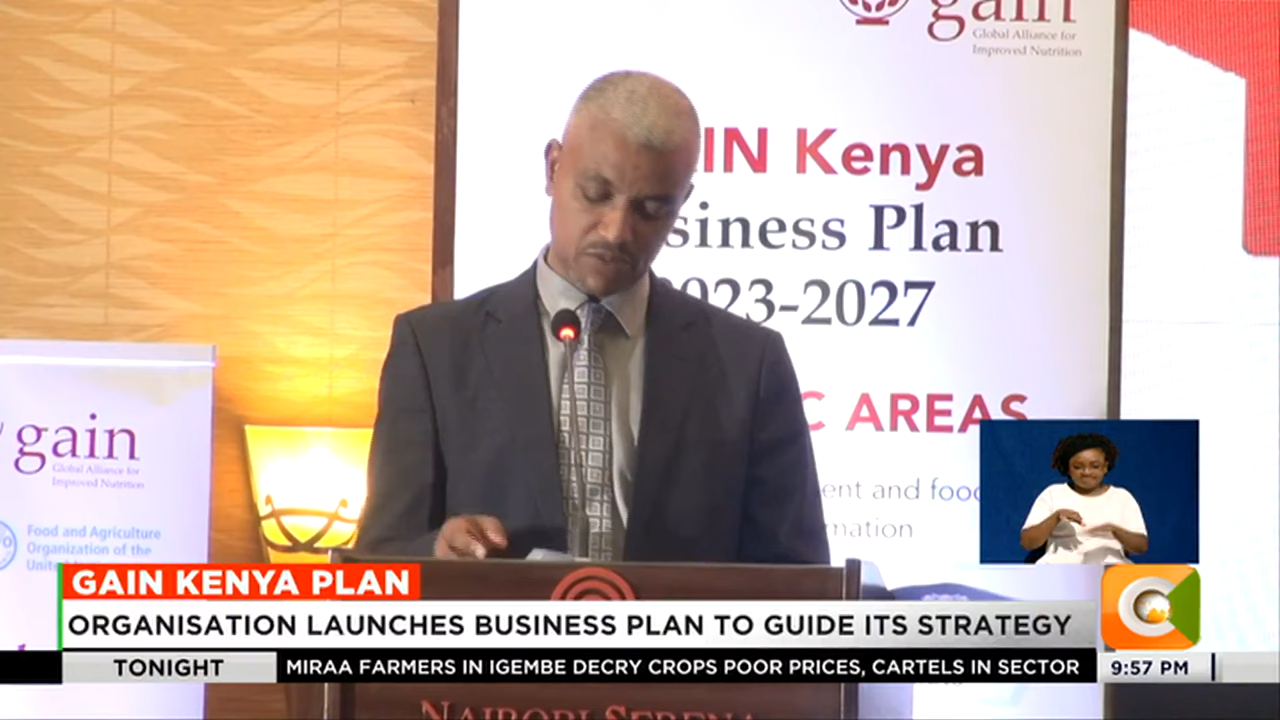 gain
Global Alliance for
Improved Nutrition
IN Kenya
siness Plan
023-2027
C AREAS
ent and food
mation
gain
Global Alliance for
Improved Nutrition
Food and Agriculture
Organization of the
GAIN KENYA PLAN
ORGANISATION LAUNCHES BUSINESS PLAN TO GUIDE ITS STRATEGY
TONIGHT
MIRAA FARMERS IN IGEMBE DECRY CROPS POOR PRICES, CARTELS IN SECTOR
9:57 PM
NAIROBI SERENA